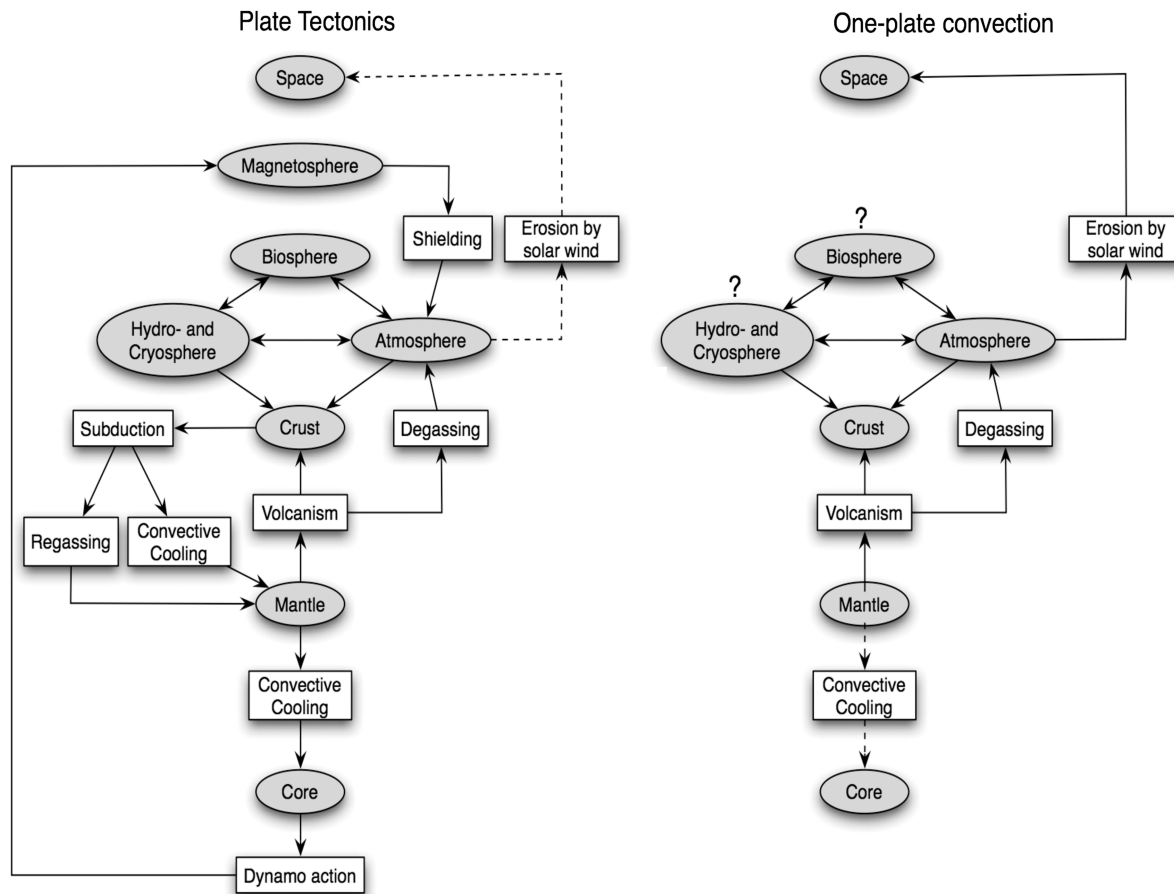 Plate Tectonics
Space
Magnetosphere
Shielding
Erosion by
solar wind
Biosphere
Hydro- and
Cryosphere
Atmosphere
Subduction
Crust
Degassing
Regassing
Convective
Cooling
Volcanism
Mantle
Convective
Cooling
Core
Dynamo action
One-plate convection
Space
Erosion by
solar wind
?
Biosphere
?
Hydro- and
Cryosphere
Atmosphere
Crust
Degassing
Volcanism
Mantle
Convective
Cooling
Core